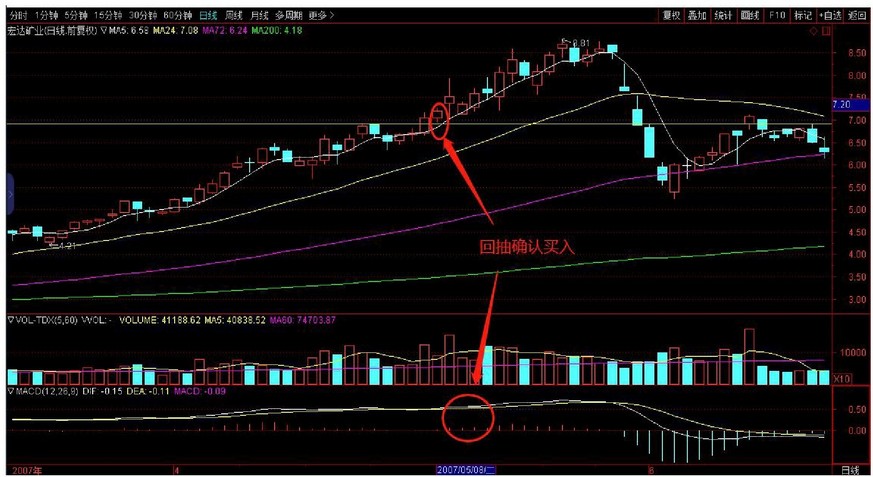 分时 1分钟 5分钟 15分钟 30分钟 60分钟 日线 周线 月线 多周期 更多> 复权 叠加 统计 画线 F10 标记 +自选 返回
宏达矿业(日线.前复权) ▽MA5: 6.58 MA24: 7.08 MA72: 6.24 MA200: 4.18
8.81
8.50
8.00
7.50
7.20
7.00
6.50
6.00
5.50
5.00
4.50
4.21
4.00
3.50
3.00
回抽确认买入
▽VOL-TDX(5,60) VVOL: - VOLUME: 41188.62 MA5: 40838.52 MA60: 74703.87
10000
X10
▽MACD(12,26,9) DIF: -0.15 DEA: -0.11 MACD: -0.09
0.50
0.00
2007年 4 2007/05/08(二) 6 日线